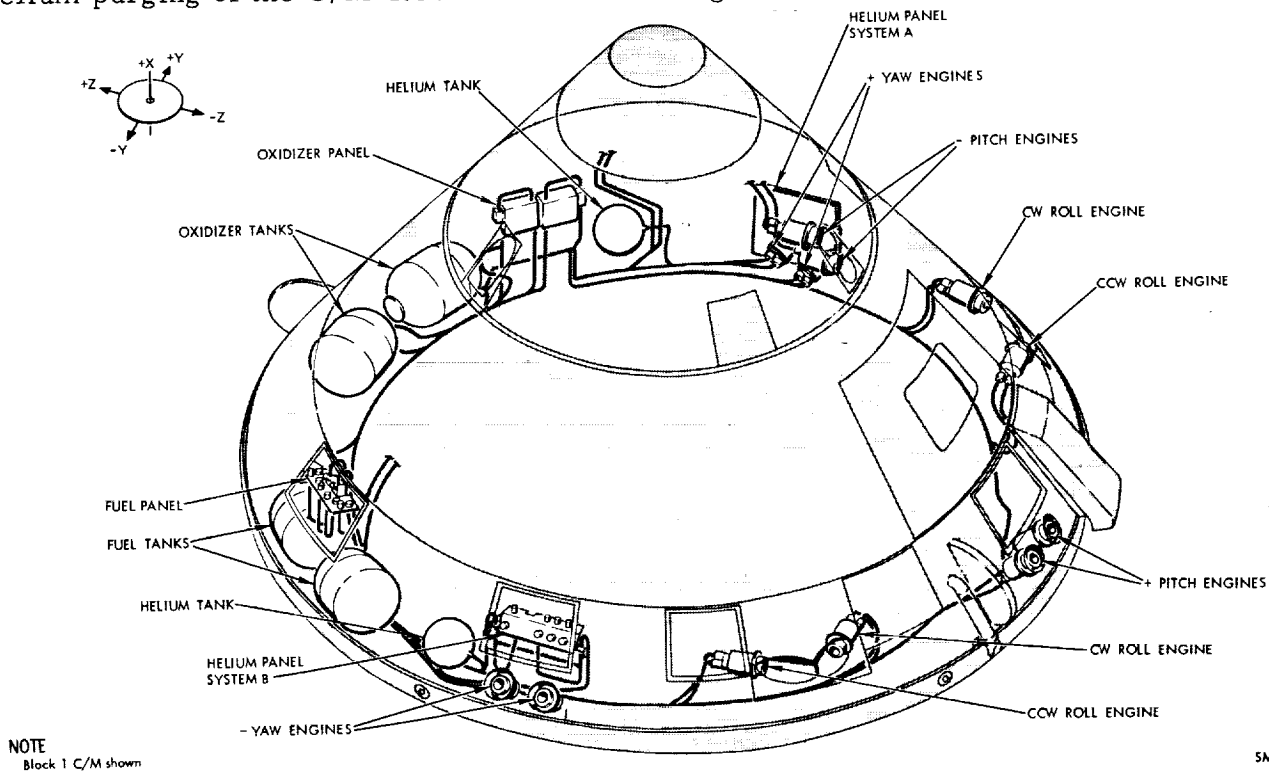 HELIUM PANEL
SYSTEM A
+X
+Y
+Z
-Z
-Y
HELIUM TANK
+ YAW ENGINES
OXIDIZER PANEL
- PITCH ENGINES
OXIDIZER TANKS
CW ROLL ENGINE
CCW ROLL ENGINE
FUEL PANEL
FUEL TANKS
+ PITCH ENGINES
HELIUM TANK
CW ROLL ENGINE
HELIUM PANEL
SYSTEM B
CCW ROLL ENGINE
- YAW ENGINES
NOTE
Block 1 C/M shown